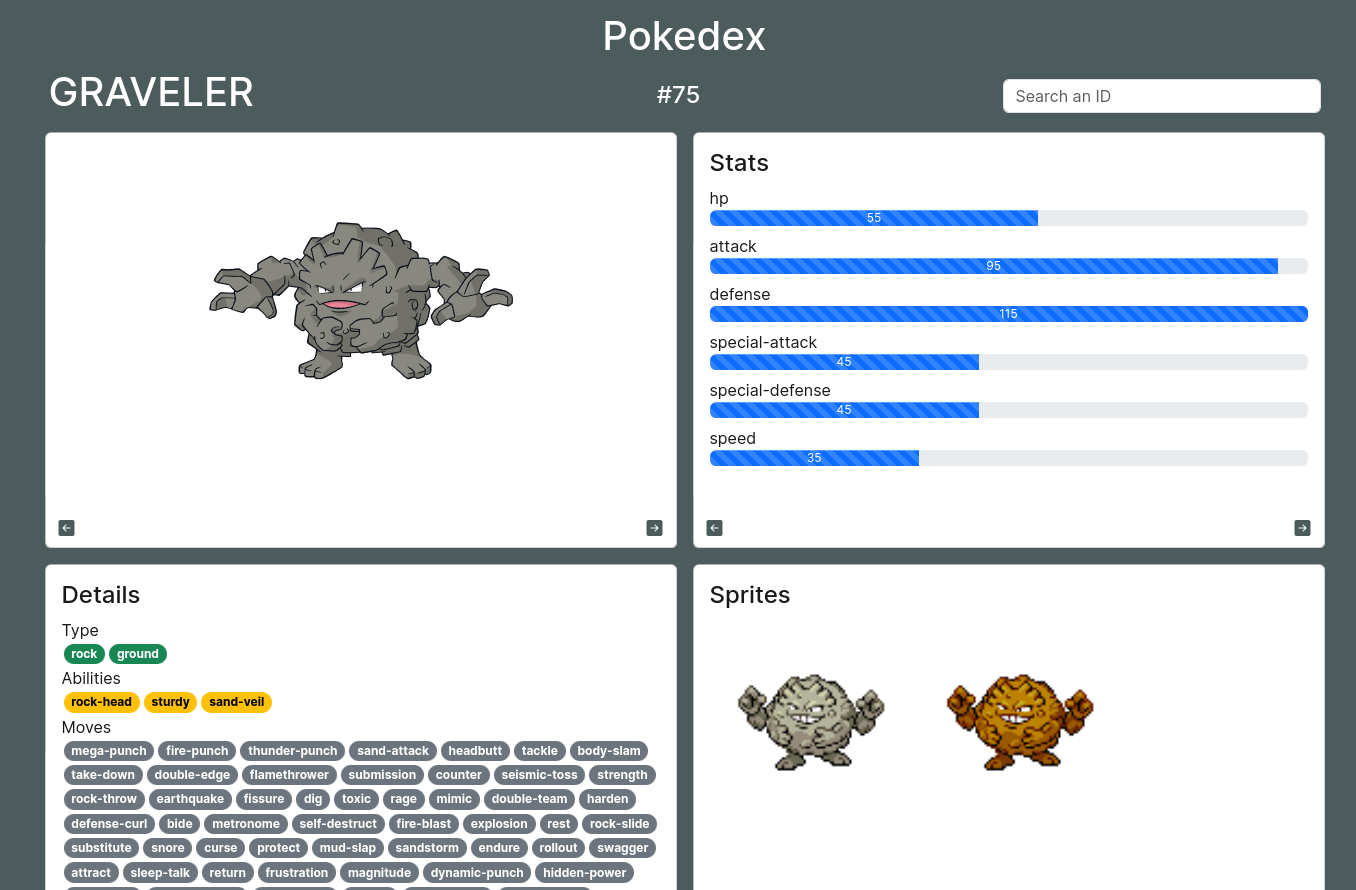 Pokedex
GRAVELER
#75
Search an ID
Stats
hp
55
attack
95
defense
115
special-attack
45
special-defense
45
speed
35
Details
Type
rock ground
Abilities
rock-head sturdy sand-veil
Moves
mega-punch fire-punch thunder-punch sand-attack headbutt tackle body-slam
take-down double-edge flamethrower submission counter seismic-toss strength
rock-throw earthquake fissure dig toxic rage mimic double-team harden
defense-curl bide metronome self-destruct fire-blast explosion rest rock-slide
substitute snore curse protect mud-slap sandstorm endure rollout swagger
attract sleep-talk return frustration magnitude dynamic-punch hidden-power
Sprites